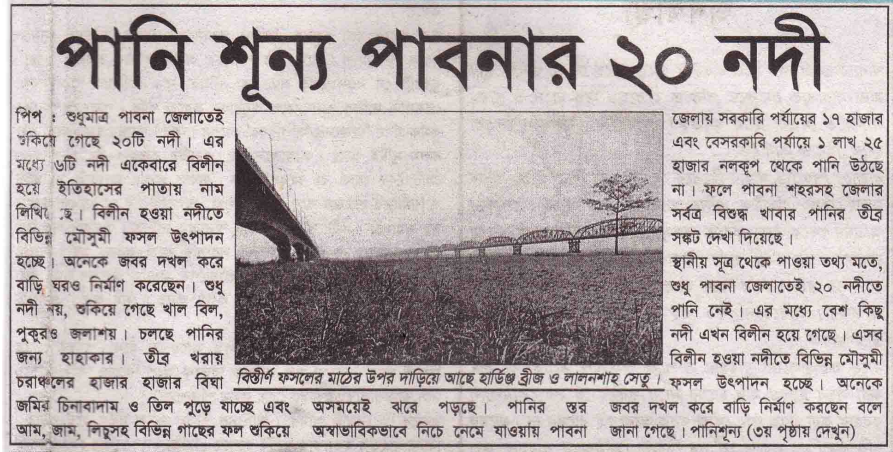 পানি শূন্য পাবনার ২০ নদী
পিপ : শুধুমাত্র পাবনা জেলাতেই
শুকিয়ে গেছে ২০টি নদী। এর
মধ্যে ৬টি নদী একেবারে বিলীন
হয়ে ইতিহাসের পাতায় নাম
লিখিয়েছে। বিলীন হওয়া নদীতে
বিভিন্ন মৌসুমী ফসল উৎপাদন
হচ্ছে। অনেকে জবর দখল করে
বাড়ি ঘরও নির্মাণ করেছেন। শুধু
নদী নয়, শুকিয়ে গেছে খাল বিল,
পুকুরও জলাশয়। চলছে পানির
জন্য হাহাকার। তীব্র খরায়
চরাঞ্চলের হাজার হাজার বিঘা
জমির চিনাবাদাম ও তিল পুড়ে যাচ্ছে এবং
আম, জাম, লিচুসহ বিভিন্ন গাছের ফল শুকিয়ে
বিস্তীর্ণ ফসলের মাঠের উপর দাড়িয়ে আছে হার্ডিঞ্জ ব্রীজ ও লালনশাহ সেতু।
অসময়েই ঝরে পড়ছে। পানির স্তর
অস্বাভাবিকভাবে নিচে নেমে যাওয়ায় পাবনা
জেলায় সরকারি পর্যায়ের ১৭ হাজার
এবং বেসরকারি পর্যায়ে ১ লাখ ২৫
হাজার নলকূপ থেকে পানি উঠছে
না। ফলে পাবনা শহরসহ জেলার
সর্বত্র বিশুদ্ধ খাবার পানির তীব্র
সঙ্কট দেখা দিয়েছে।
স্থানীয় সূত্র থেকে পাওয়া তথ্য মতে,
শুধু পাবনা জেলাতেই ২০ নদীতে
পানি নেই। এর মধ্যে বেশ কিছু
নদী এখন বিলীন হয়ে গেছে। এসব
বিলীন হওয়া নদীতে বিভিন্ন মৌসুমী
ফসল উৎপাদন হচ্ছে। অনেকে
জবর দখল করে বাড়ি নির্মাণ করছেন বলে
জানা গেছে। পানিশূন্য (৩য় পৃষ্ঠায় দেখুন)